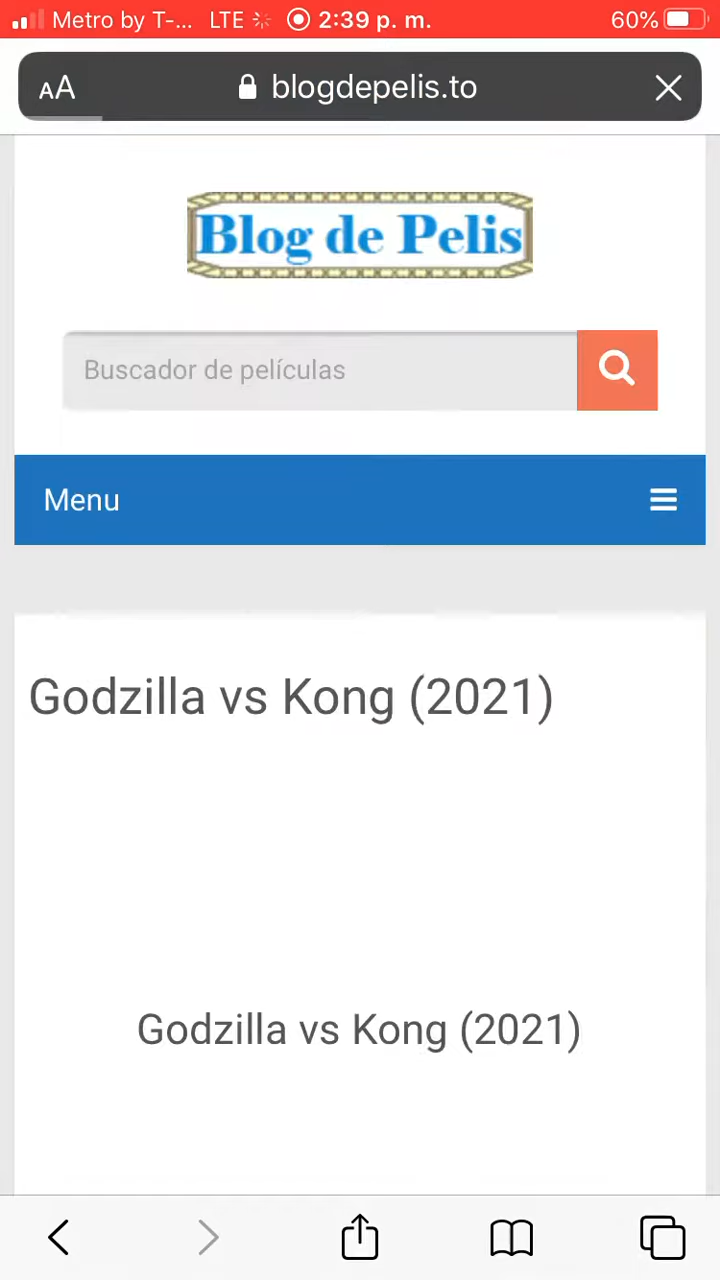 Metro by T-... LTE 2:39 p. m. 60%
AA blogdepelis.to
Blog de Pelis
Buscador de películas
Menu
Godzilla vs Kong (2021)
Godzilla vs Kong (2021)